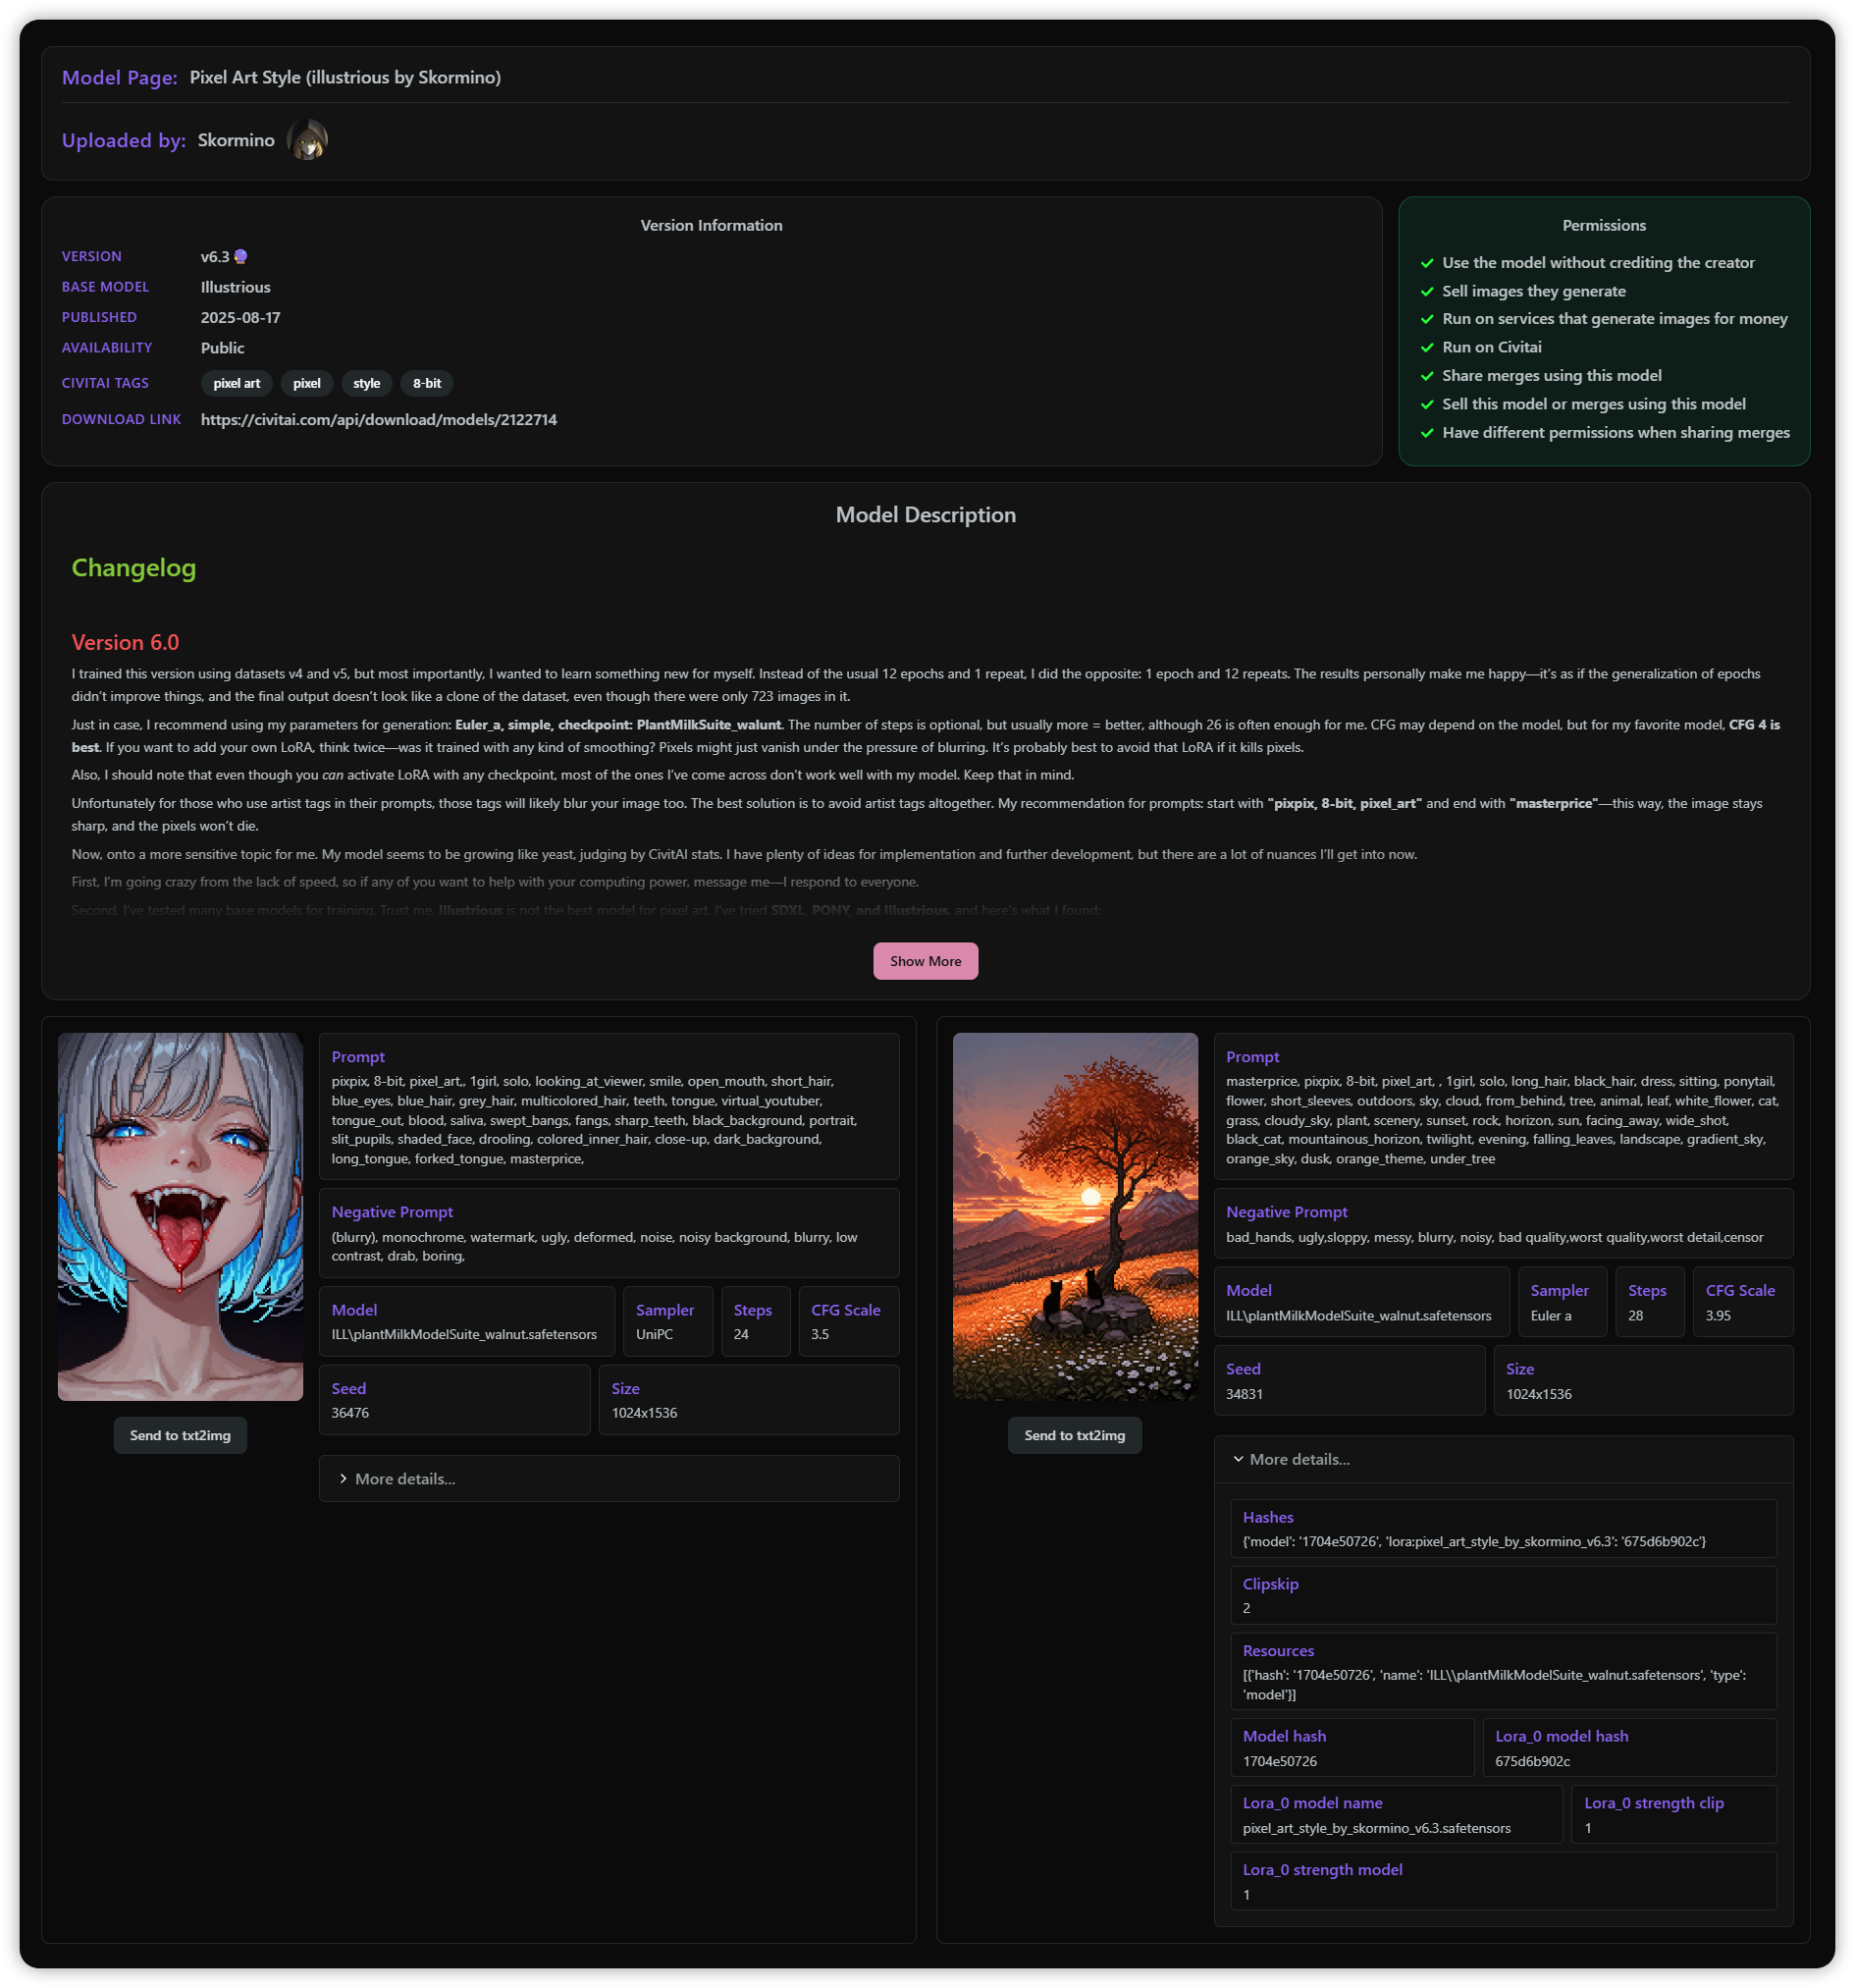 Model Page: Pixel Art Style (illustrious by Skormino)
Uploaded by: Skormino
Version Information
VERSION v6.3🔮
BASE MODEL Illustrious
PUBLISHED 2025-08-17
AVAILABILITY Public
CIVITAI TAGS pixel art pixel style 8-bit
DOWNLOAD LINK https://civitai.com/api/download/models/2122714
Permissions
Use the model without crediting the creator
Sell images they generate
Run on services that generate images for money
Run on Civitai
Share merges using this model
Sell this model or merges using this model
Have different permissions when sharing merges
Model Description
Changelog
Version 6.0
I trained this version using datasets v4 and v5, but most importantly, I wanted to learn something new for myself. Instead of the usual 12 epochs and 1 repeat, I did the opposite: 1 epoch and 12 repeats. The results personally make me happy—it’s as if the generalization of epochs
didn’t improve things, and the final output doesn’t look like a clone of the dataset, even though there were only 723 images in it.
Just in case, I recommend using my parameters for generation: Euler_a, simple, checkpoint: PlantMilkSuite_walunt. The number of steps is optional, but usually more = better, although 26 is often enough for me. CFG may depend on the model, but for my favorite model, CFG 4 is
best. If you want to add your own LoRA, think twice—was it trained with any kind of smoothing? Pixels might just vanish under the pressure of blurring. It’s probably best to avoid that LoRA if it kills pixels.
Also, I should note that even though you can activate LoRA with any checkpoint, most of the ones I’ve come across don’t work well with my model. Keep that in mind.
Unfortunately for those who use artist tags in their prompts, those tags will likely blur your image too. The best solution is to avoid artist tags altogether. My recommendation for prompts: start with "pixpix, 8-bit, pixel_art" and end with "masterprice"—this way, the image stays
sharp, and the pixels won’t die.
Now, onto a more sensitive topic for me. My model seems to be growing like yeast, judging by CivitAI stats. I have plenty of ideas for implementation and further development, but there are a lot of nuances I’ll get into now.
First, I’m going crazy from the lack of speed, so if any of you want to help with your computing power, message me—I respond to everyone.
Second, I’ve tested many base models for training. Trust me, Illustrious is not the best model for pixel art. I’ve tried SDXL, PONY, and Illustrious, and here’s what I found:
Show More
Prompt
pixpix, 8-bit, pixel_art,, 1girl, solo, looking_at_viewer, smile, open_mouth, short_hair,
blue_eyes, blue_hair, grey_hair, multicolored_hair, teeth, tongue, virtual_youtuber,
tongue_out, blood, saliva, swept_bangs, fangs, sharp_teeth, black_background, portrait,
slit_pupils, shaded_face, drooling, colored_inner_hair, close-up, dark_background,
long_tongue, forked_tongue, masterprice,
Negative Prompt
(blurry), monochrome, watermark, ugly, deformed, noise, noisy background, blurry, low
contrast, drab, boring,
Model Sampler Steps CFG Scale
ILL\plantMilkModelSuite_walnut.safetensors UniPC 24 3.5
Seed Size
36476 1024x1536
Send to txt2img
More details...
Prompt
masterprice, pixpix, 8-bit, pixel_art, , 1girl, solo, long_hair, black_hair, dress, sitting, ponytail,
flower, short_sleeves, outdoors, sky, cloud, from_behind, tree, animal, leaf, white_flower, cat,
grass, cloudy_sky, plant, scenery, sunset, rock, horizon, sun, facing_away, wide_shot,
black_cat, mountainous_horizon, twilight, evening, falling_leaves, landscape, gradient_sky,
orange_sky, dusk, orange_theme, under_tree
Negative Prompt
bad_hands, ugly,sloppy, messy, blurry, noisy, bad quality,worst quality,worst detail,censor
Model Sampler Steps CFG Scale
ILL\plantMilkModelSuite_walnut.safetensors Euler a 28 3.95
Seed Size
34831 1024x1536
Send to txt2img
More details...
Hashes
{'model': '1704e50726', 'lora:pixel_art_style_by_skormino_v6.3': '675d6b902c'}
Clipskip
2
Resources
[{'hash': '1704e50726', 'name': 'ILL\\plantMilkModelSuite_walnut.safetensors', 'type':
'model'}]
Model hash Lora_0 model hash
1704e50726 675d6b902c
Lora_0 model name Lora_0 strength clip
pixel_art_style_by_skormino_v6.3.safetensors 1
Lora_0 strength model
1